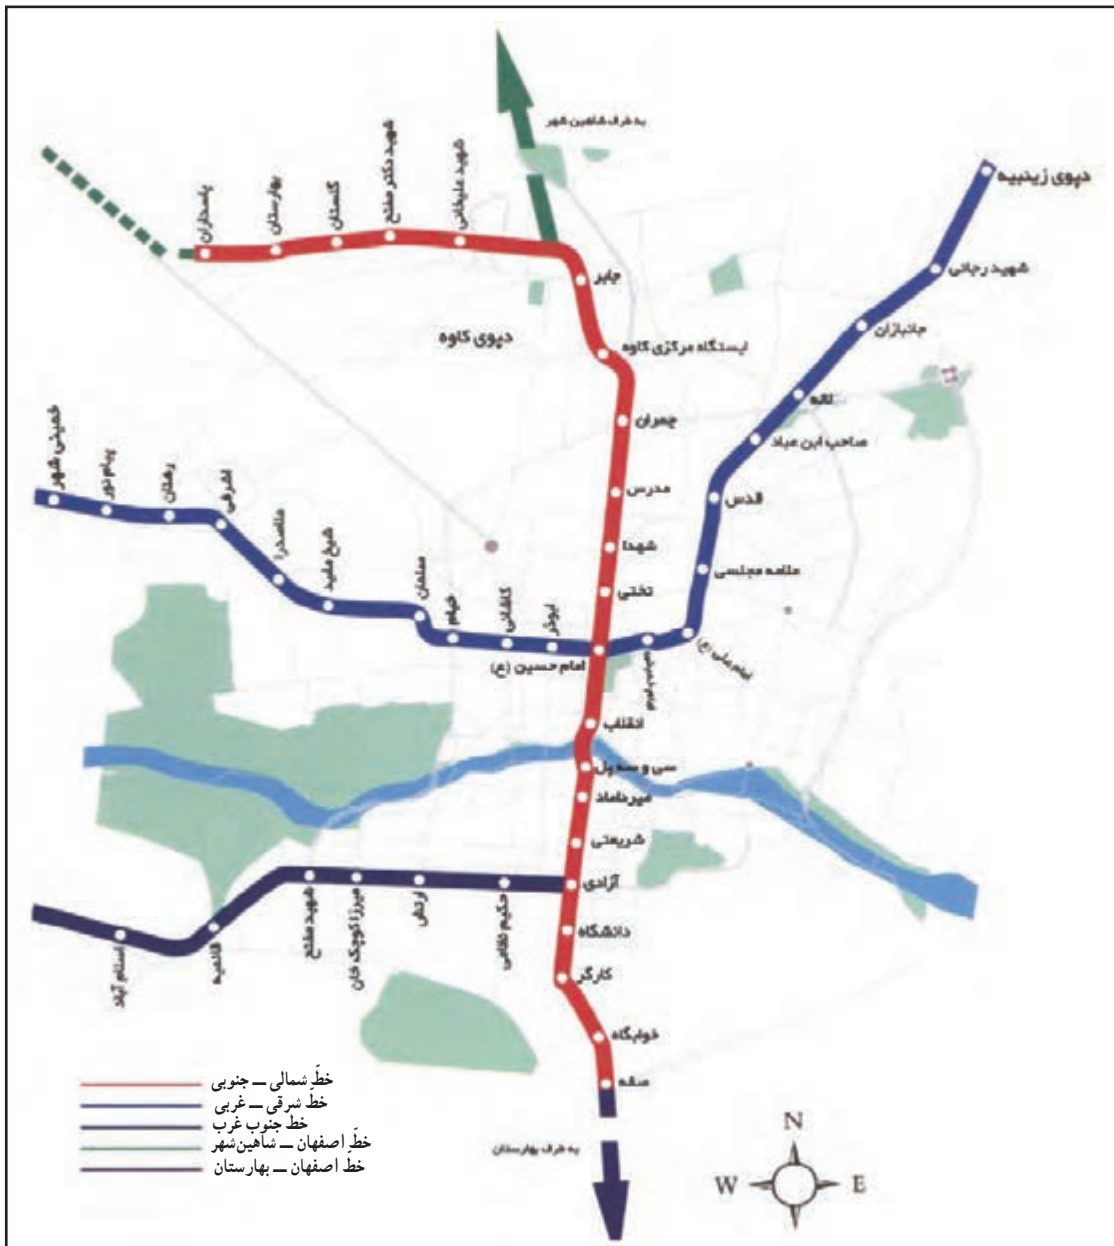 به طرف شاهین شهر
پاسداران
بهارستان
گلستان
شهید دکتر مفتح
شهید علیخانی
جابر
دپوی کاوه
ایستگاه مرکزی کاوه
چمران
مدرس
شهدا
تختی
دپوی زینبیه
شهید رجائی
جانبازان
لاله
صاحب ابن عباد
قدس
علامه مجلسی
امام علی (ع)
خمینی شهر
پیام نور
رهنان
اشرفی
ملاصدرا
شیخ مفید
سلمان
خیام
کاشانی
ابوذر
امام حسین (ع)
انقلاب
سی و سه پل
میرداماد
شریعتی
آزادی
دانشگاه
کارگر
خوابگاه
صفه
اسلام آباد
قائمیه
شهید مفتح
میرزا کوچک خان
ارتش
حکیم نظامی
به طرف بهارستان
خطّ شمالی ــ جنوبی
خطّ شرقی ــ غربی
خط جنوب غرب
خطّ اصفهان ــ شاهین‌شهر
خطّ اصفهان ــ بهارستان
N
W
E
S